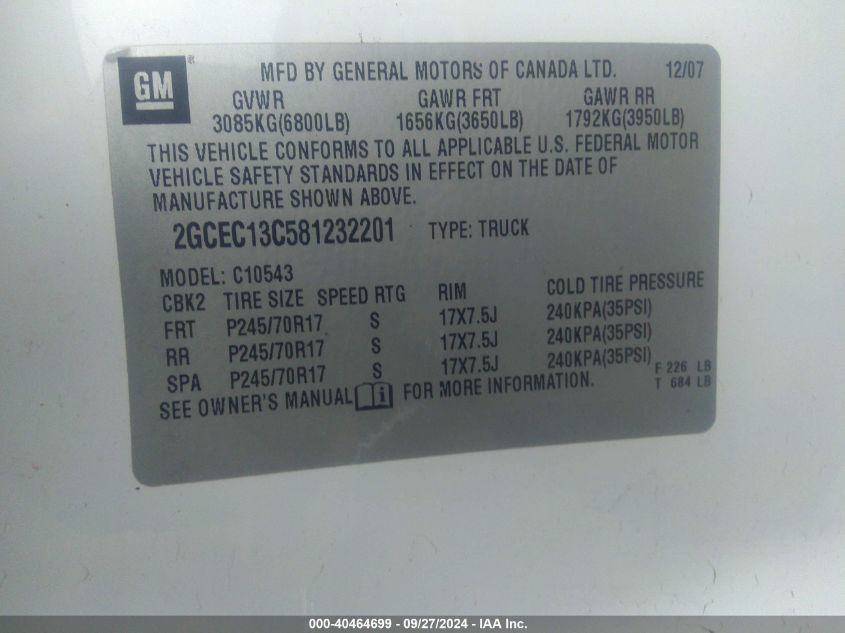 GM
MFD BY GENERAL MOTORS OF CANADA LTD. 12/07
GVWR GAWR FRT GAWR RR
3085KG(6800LB) 1656KG(3650LB) 1792KG(3950LB)
THIS VEHICLE CONFORMS TO ALL APPLICABLE U.S. FEDERAL MOTOR
VEHICLE SAFETY STANDARDS IN EFFECT ON THE DATE OF
MANUFACTURE SHOWN ABOVE.
2GCEC13C581232201 TYPE: TRUCK
MODEL: C10543
CBK2 TIRE SIZE SPEED RTG RIM COLD TIRE PRESSURE
FRT P245/70R17 S 17X7.5J 240KPA(35PSI)
RR P245/70R17 S 17X7.5J 240KPA(35PSI)
SPA P245/70R17 S 17X7.5J 240KPA(35PSI)
F 226 LB
T 684 LB
SEE OWNER'S MANUAL i FOR MORE INFORMATION.
000-40464699 - 09/27/2024 - IAA Inc.